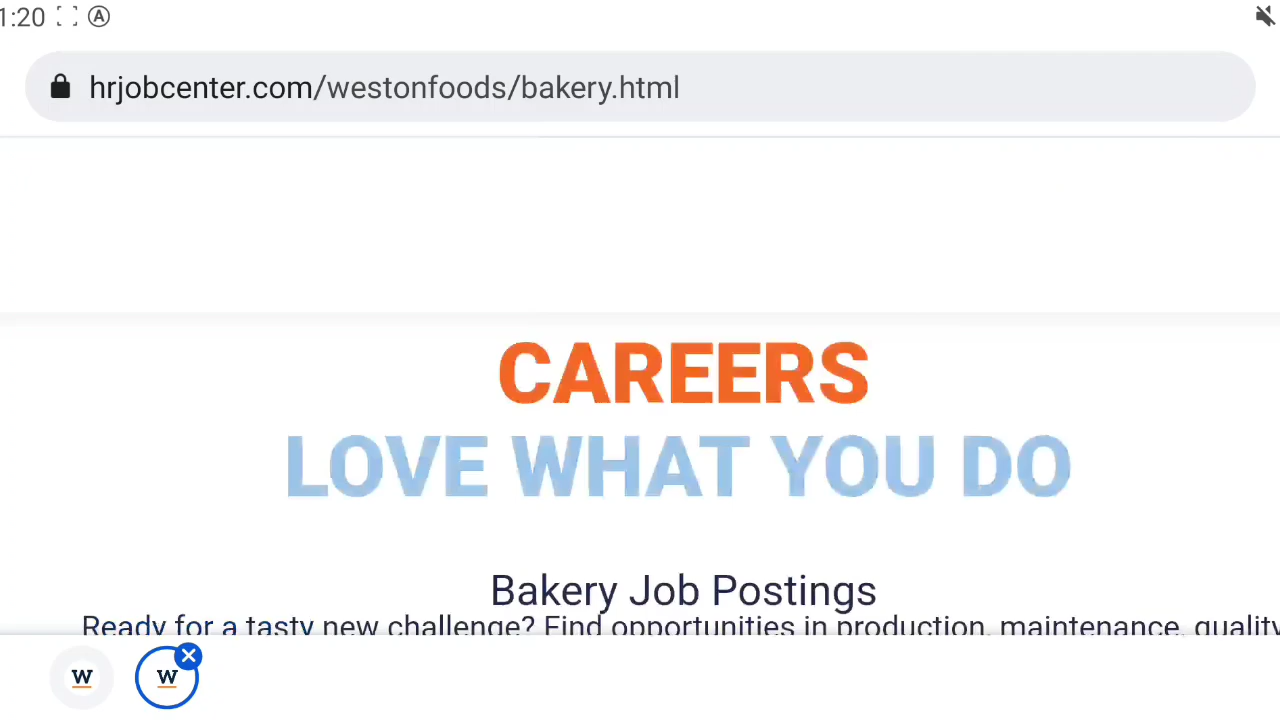 1:20 A
hrjobcenter.com/westonfoods/bakery.html
CAREERS
LOVE WHAT YOU DO
Bakery Job Postings
Ready for a tasty new challenge? Find opportunities in production, maintenance, quality
W W